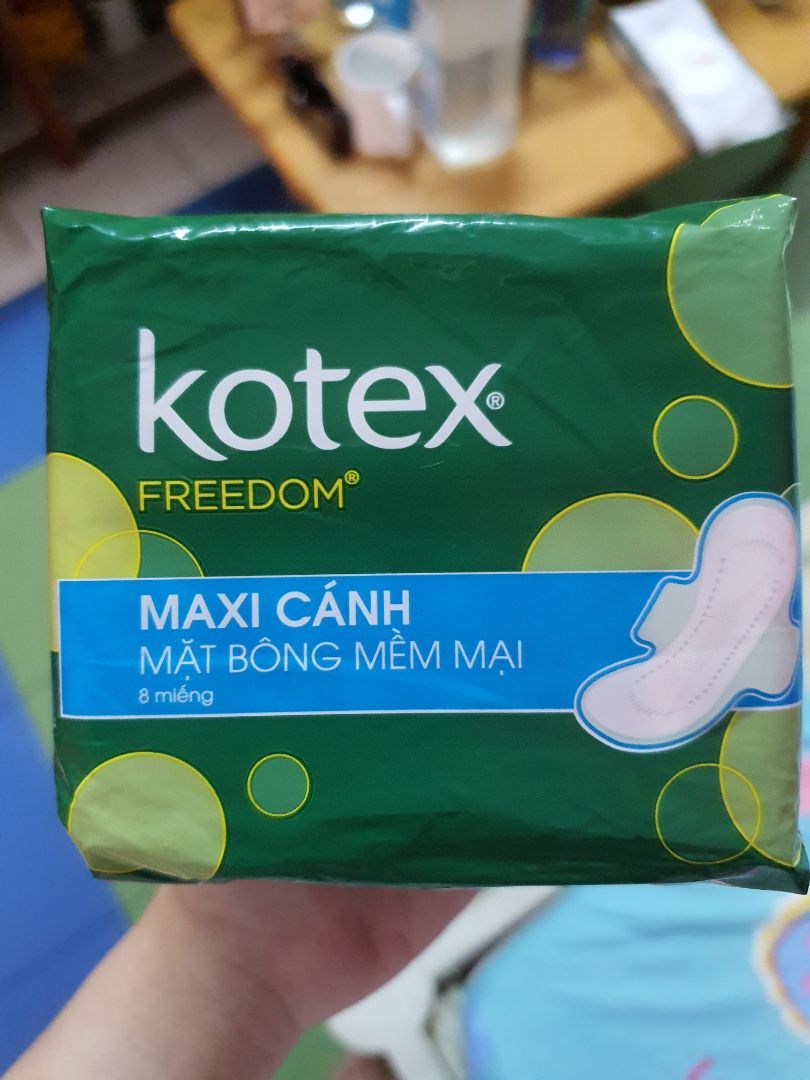 kotex®
FREEDOM®
MAXI CÁNH
MẶT BÔNG MỀM MẠI
8 miếng